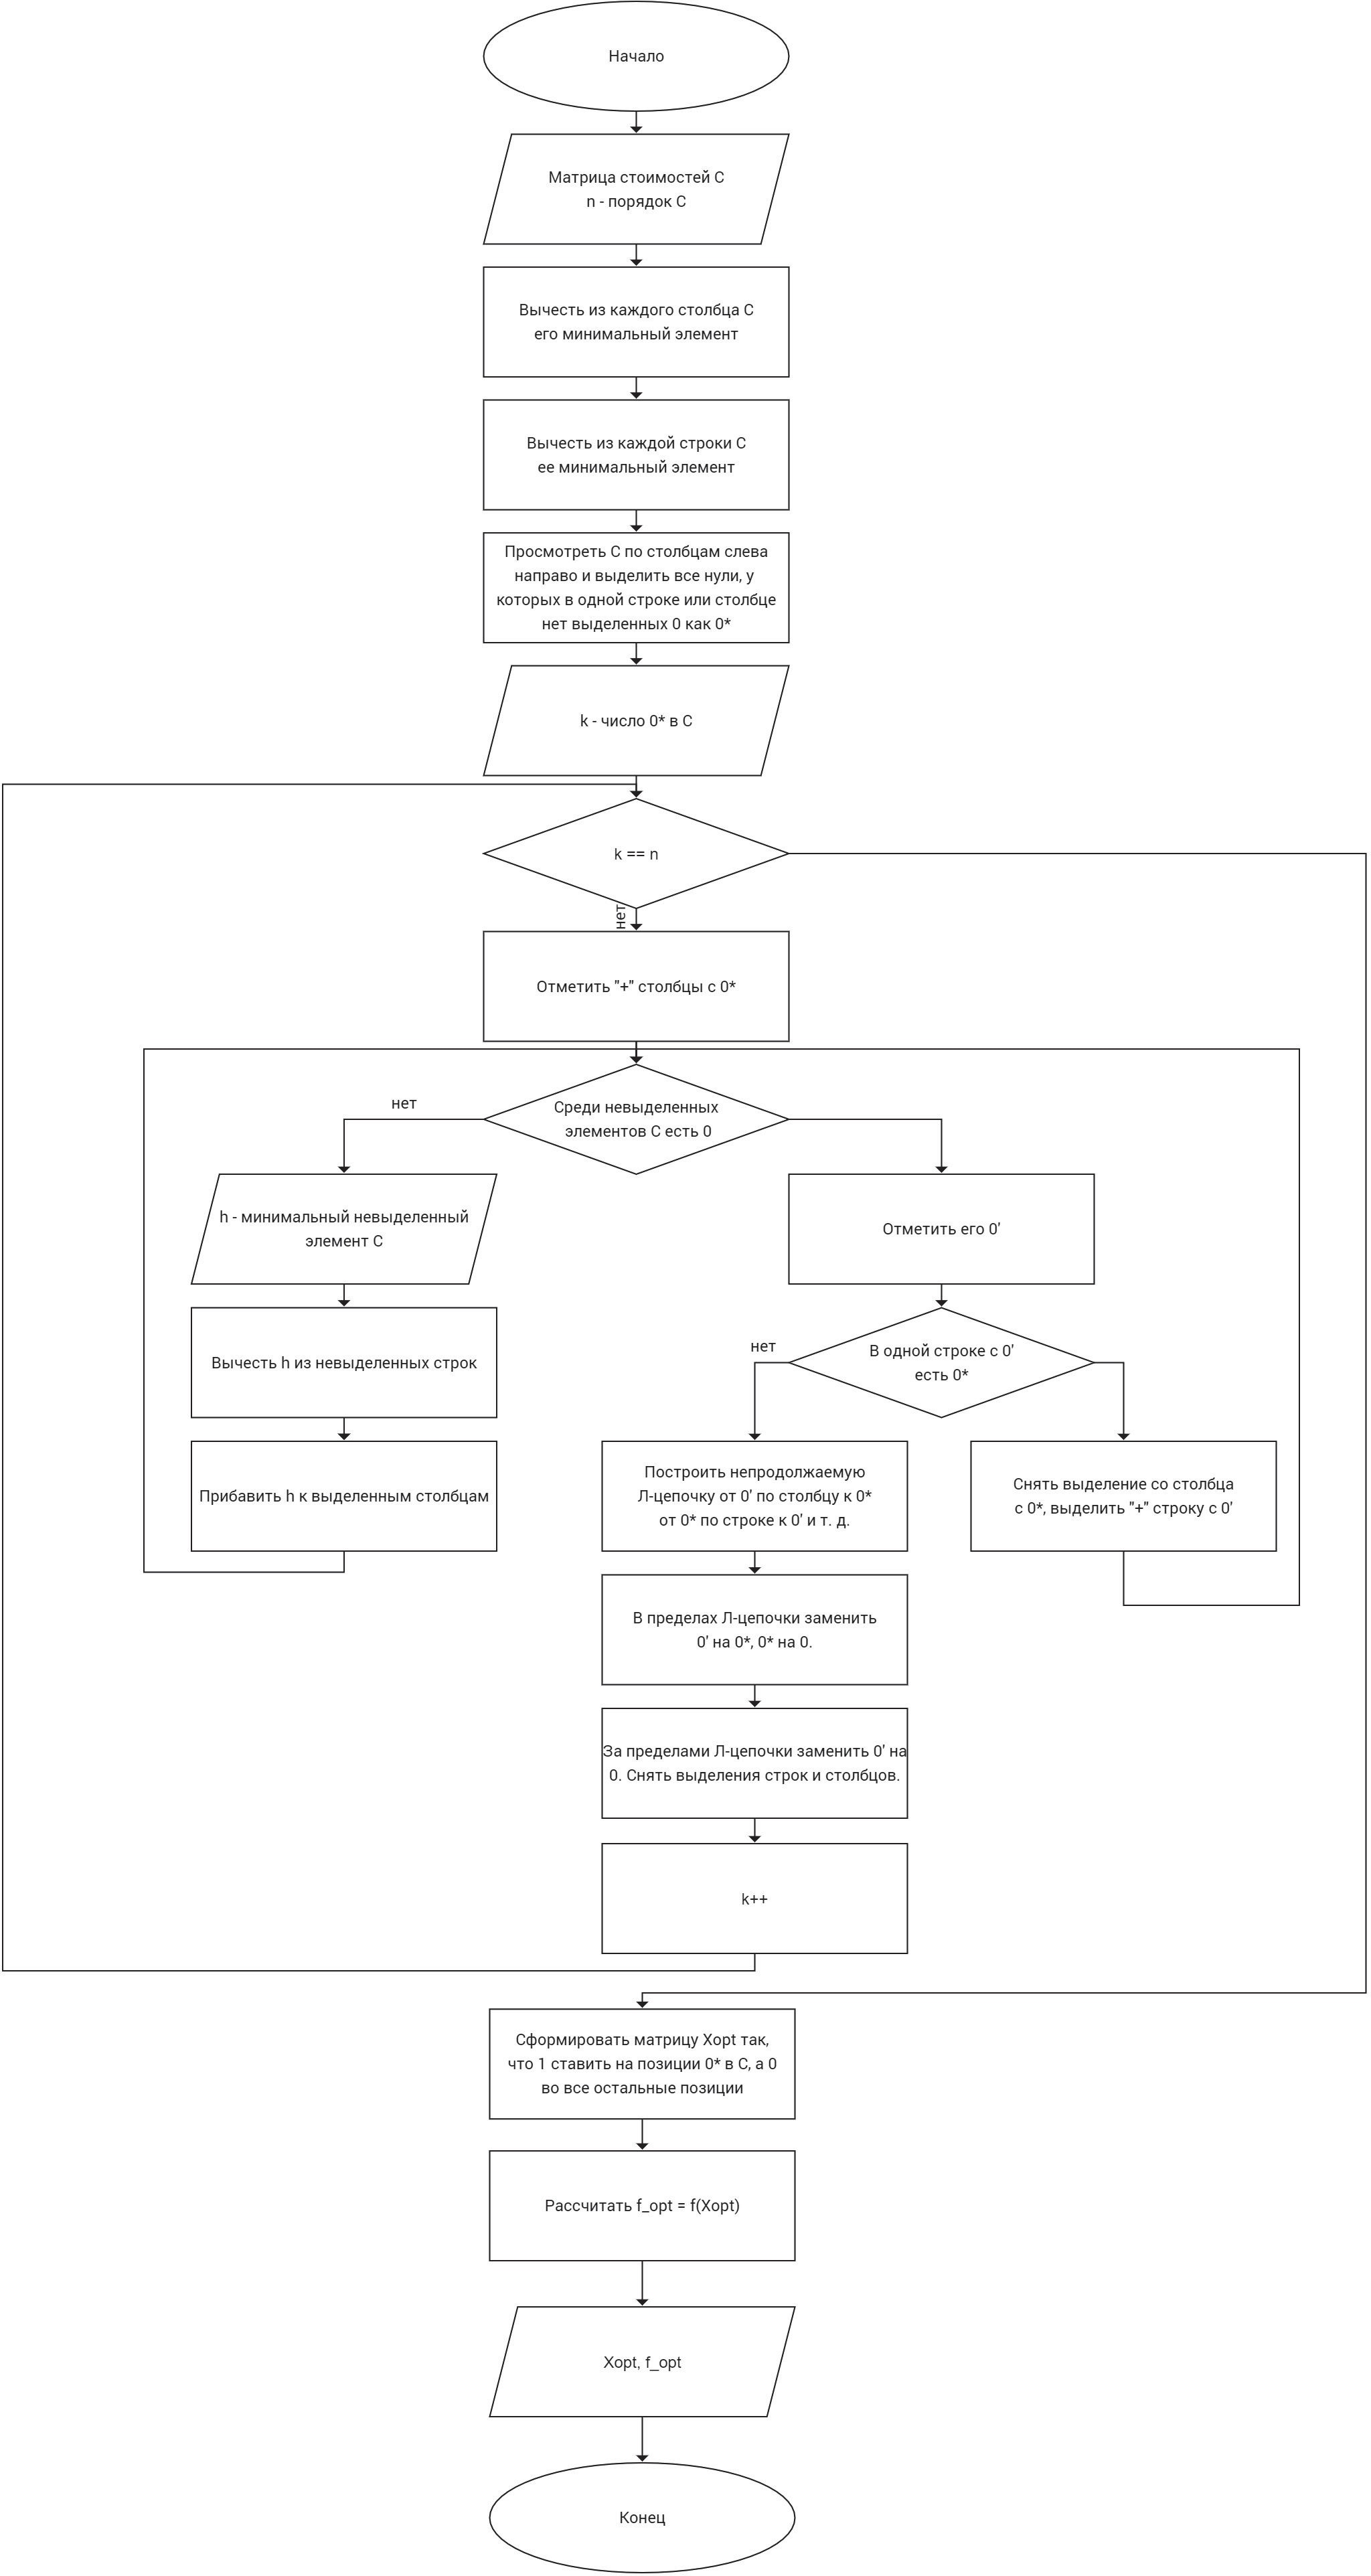 Начало
Матрица стоимостей C
n - порядок C
Вычесть из каждого столбца C
его минимальный элемент
Вычесть из каждой строки C
ее минимальный элемент
Просмотреть C по столбцам слева
направо и выделить все нули, у
которых в одной строке или столбце
нет выделенных 0 как 0*
k - число 0* в C
k == n
нет
Отметить "+" столбцы с 0*
Среди невыделенных
элементов C есть 0
нет
h - минимальный невыделенный
элемент C
Вычесть h из невыделенных строк
Прибавить h к выделенным столбцам
Отметить его 0'
В одной строке с 0'
есть 0*
нет
Построить непродолжаемую
Л-цепочку от 0' по столбцу к 0*
от 0* по строке к 0' и т. д.
Снять выделение со столбца
с 0*, выделить "+" строку с 0'
В пределах Л-цепочки заменить
0' на 0*, 0* на 0.
За пределами Л-цепочки заменить 0' на
0. Снять выделения строк и столбцов.
k++
Сформировать матрицу Xopt так,
что 1 ставить на позиции 0* в C, а 0
во все остальные позиции
Рассчитать f_opt = f(Xopt)
Xopt, f_opt
Конец